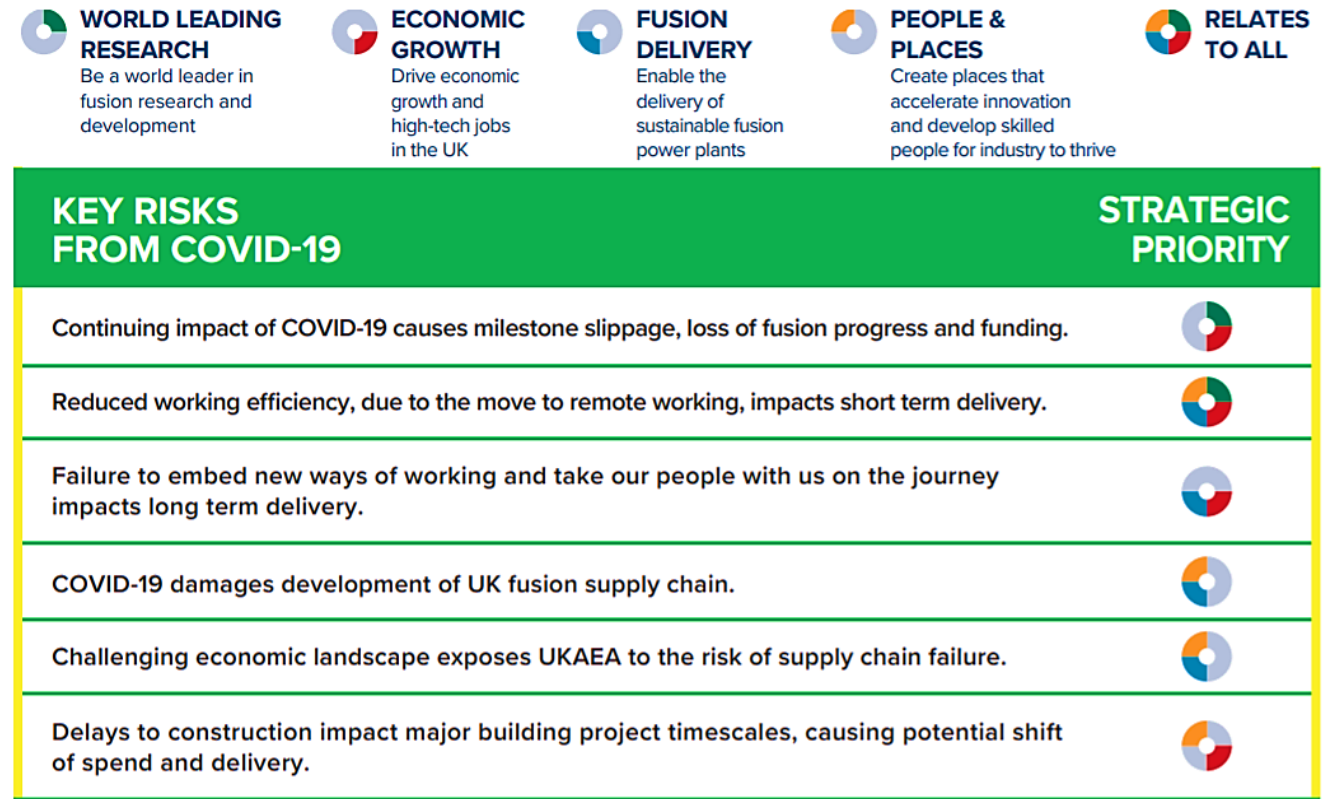 WORLD LEADING
RESEARCH
Be a world leader in
fusion research and
development
ECONOMIC
GROWTH
Drive economic
growth and
high-tech jobs
in the UK
FUSION
DELIVERY
Enable the
delivery of
sustainable fusion
power plants
PEOPLE &
PLACES
Create places that
accelerate innovation
and develop skilled
people for industry to thrive
RELATES
TO ALL
KEY RISKS
FROM COVID-19
STRATEGIC
PRIORITY
Continuing impact of COVID-19 causes milestone slippage, loss of fusion progress and funding.
Reduced working efficiency, due to the move to remote working, impacts short term delivery.
Failure to embed new ways of working and take our people with us on the journey
impacts long term delivery.
COVID-19 damages development of UK fusion supply chain.
Challenging economic landscape exposes UKAEA to the risk of supply chain failure.
Delays to construction impact major building project timescales, causing potential shift
of spend and delivery.